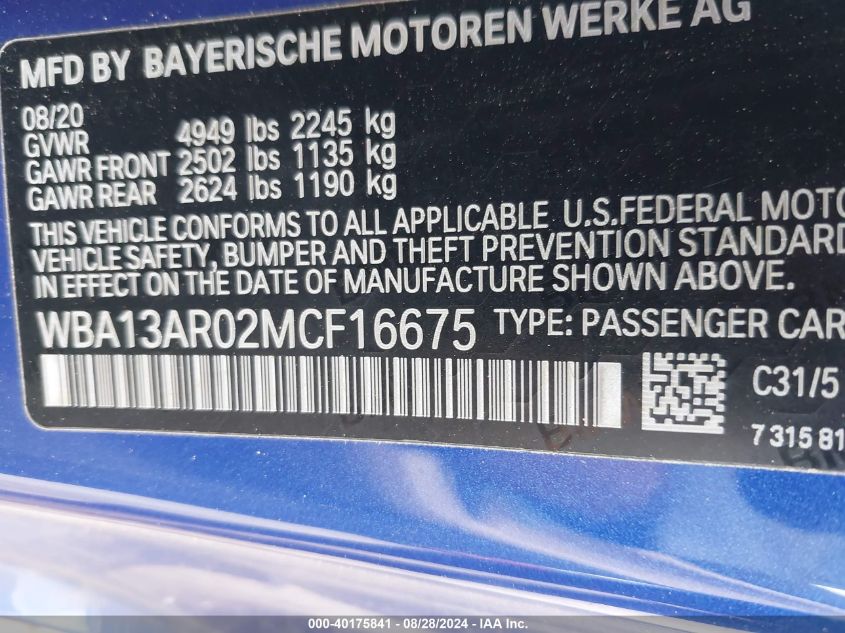 MFD BY BAYERISCHE MOTOREN WERKE AG
08/20
GVWR 4949 lbs 2245 kg
GAWR FRONT 2502 lbs 1135 kg
GAWR REAR 2624 lbs 1190 kg
THIS VEHICLE CONFORMS TO ALL APPLICABLE U.S.FEDERAL MOTO
VEHICLE SAFETY, BUMPER AND THEFT PREVENTION STANDARD
IN EFFECT ON THE DATE OF MANUFACTURE SHOWN ABOVE.
WBA13AR02MCF16675 TYPE: PASSENGER CAR
C31/5
7 315 81
000-40175841 - 08/28/2024 - IAA Inc.